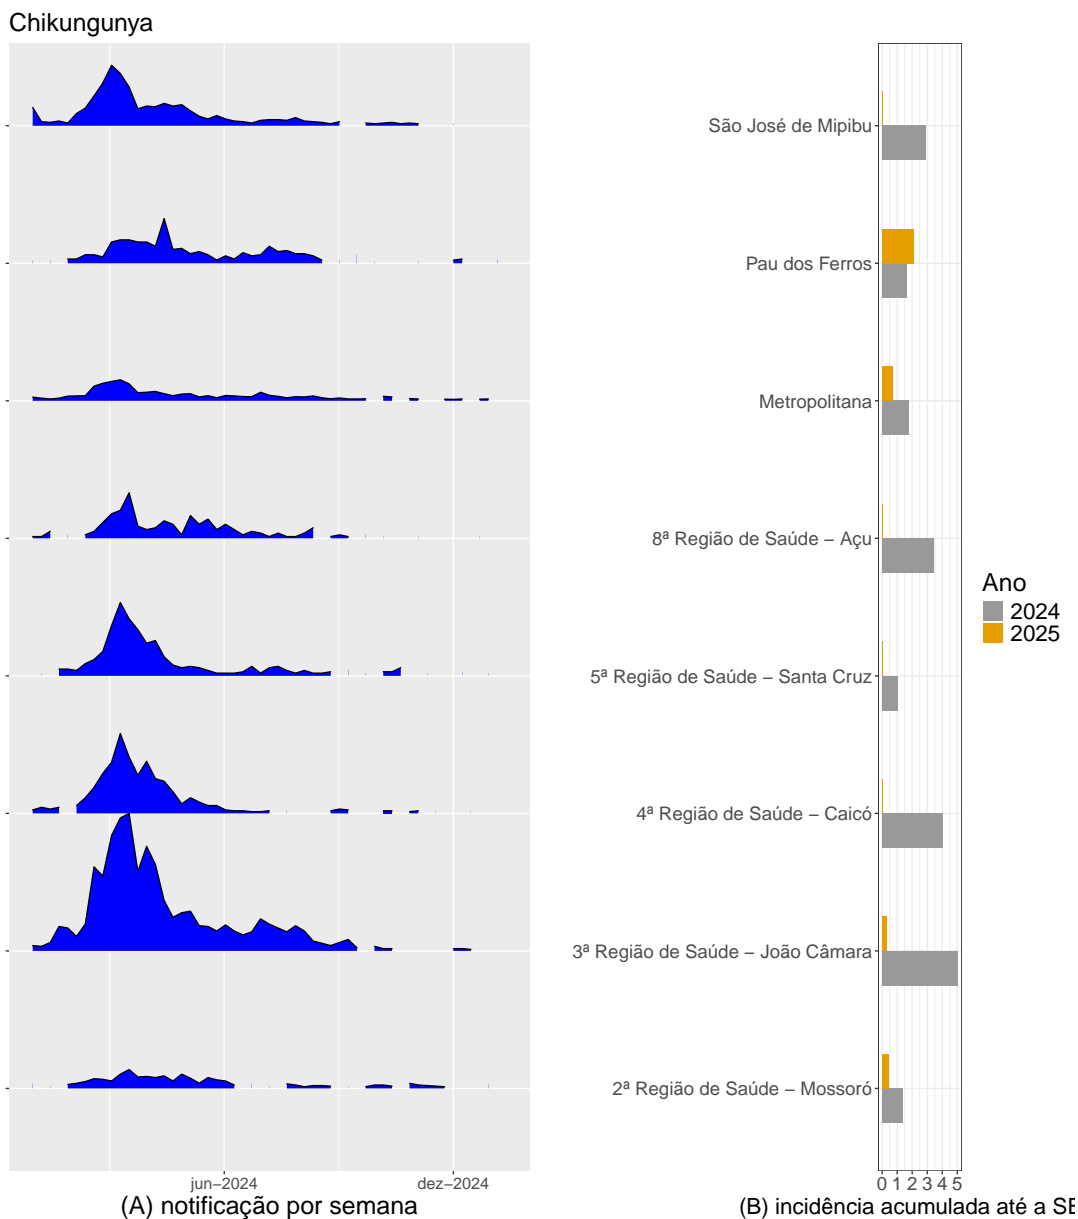 Chikungunya
São José de Mipibu
Pau dos Ferros
Metropolitana
8ª Região de Saúde – Açu
5ª Região de Saúde – Santa Cruz
4ª Região de Saúde – Caicó
3ª Região de Saúde – João Câmara
2ª Região de Saúde – Mossoró
Ano
2024
2025
jun–2024 dez–2024
0 1 2 3 4 5
(A) notificação por semana
(B) incidência acumulada até a SE